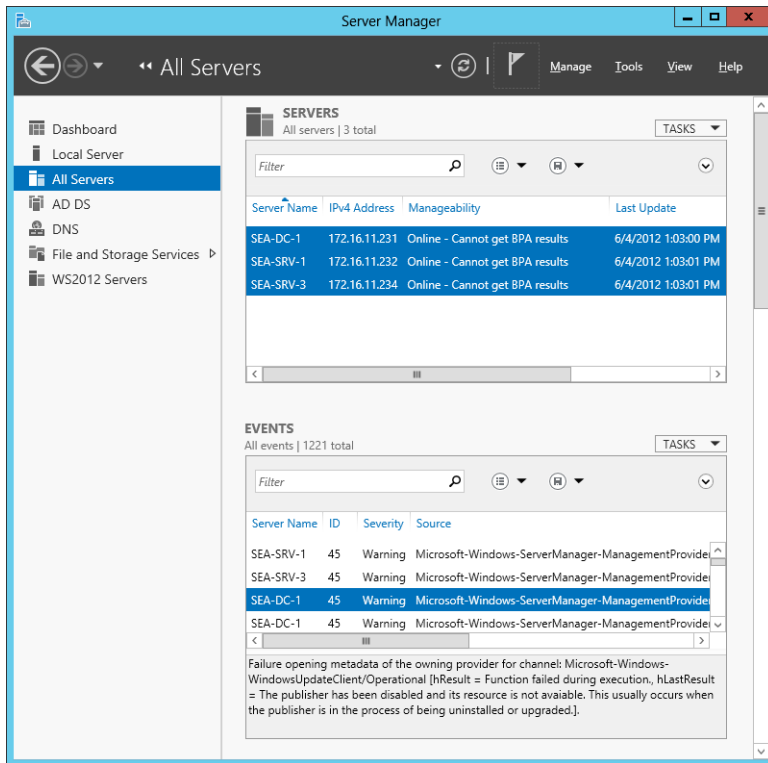 Server Manager
All Servers
Manage Tools View Help
Dashboard
Local Server
All Servers
AD DS
DNS
File and Storage Services
WS2012 Servers
SERVERS
All servers | 3 total
TASKS
Filter
Server Name IPv4 Address Manageability Last Update
SEA-DC-1 172.16.11.231 Online - Cannot get BPA results 6/4/2012 1:03:00 PM
SEA-SRV-1 172.16.11.232 Online - Cannot get BPA results 6/4/2012 1:03:01 PM
SEA-SRV-3 172.16.11.234 Online - Cannot get BPA results 6/4/2012 1:03:01 PM
EVENTS
All events | 1221 total
TASKS
Filter
Server Name ID Severity Source
SEA-SRV-1 45 Warning Microsoft-Windows-ServerManager-ManagementProvide
SEA-SRV-3 45 Warning Microsoft-Windows-ServerManager-ManagementProvide
SEA-DC-1 45 Warning Microsoft-Windows-ServerManager-ManagementProvide
SEA-DC-1 45 Warning Microsoft-Windows-ServerManager-ManagementProvide
Failure opening metadata of the owning provider for channel: Microsoft-Windows-
WindowsUpdateClient/Operational [hResult = Function failed during execution., hLastResult
= The publisher has been disabled and its resource is not avaiable. This usually occurs when
the publisher is in the process of being uninstalled or upgraded.].